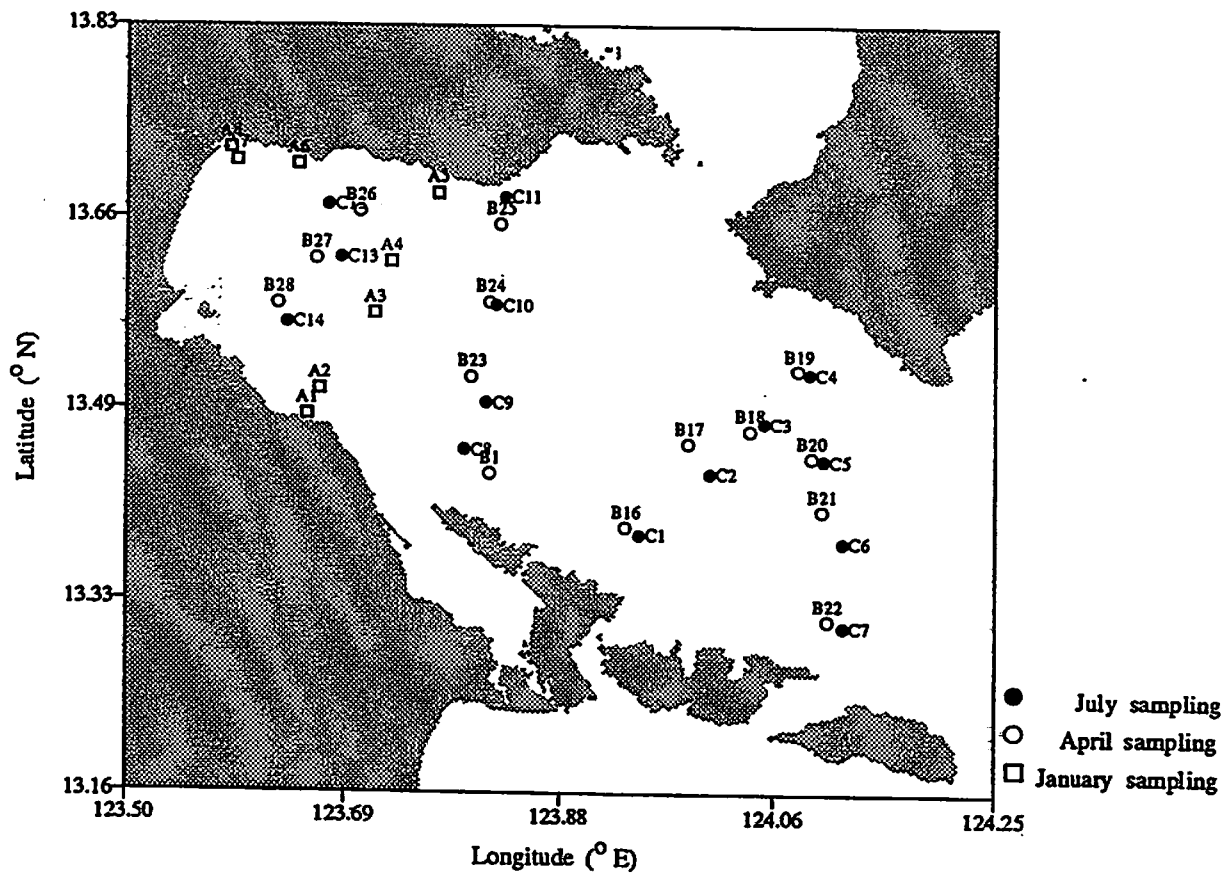 13.83
13.66
13.49
13.33
13.16
123.50
123.69
123.88
124.06
124.25
Latitude (° N)
Longitude (° E)
A6
A5
C11
B26
B25
B27
C13
A4
B28
C14
A3
B24
C10
B23
C9
A2
A1
C8
B1
B19
C4
B18
C3
B17
C2
B20
C5
B21
C6
B16
C1
B22
C7
July sampling
April sampling
January sampling